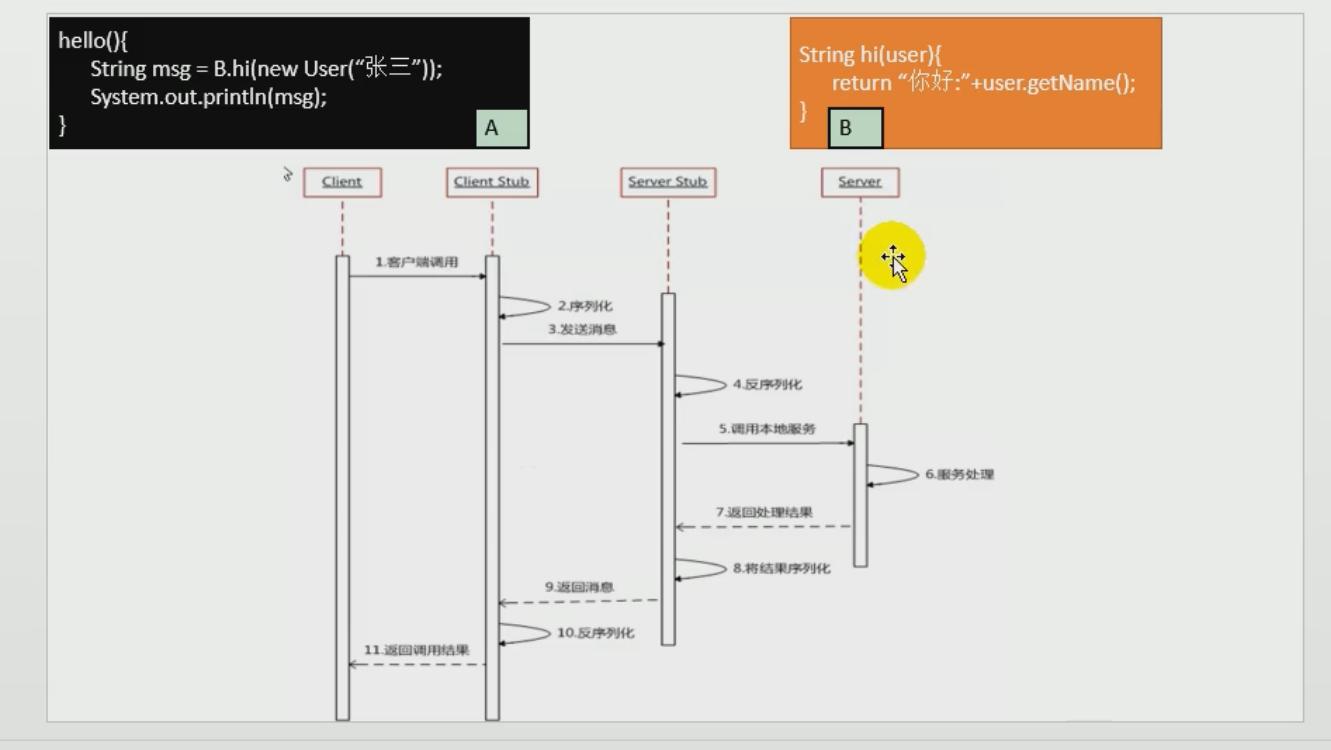 hello(){
String msg = B.hi(new User(“张三”));
System.out.println(msg);
}
A
String hi(user){
return “你好:”+user.getName();
}
B
Client
Client Stub
Server Stub
Server
1.客户端调用
2.序列化
3.发送消息
4.反序列化
5.调用本地服务
6.服务处理
7.返回处理结果
8.将结果序列化
9.返回消息
10.反序列化
11.返回调用结果